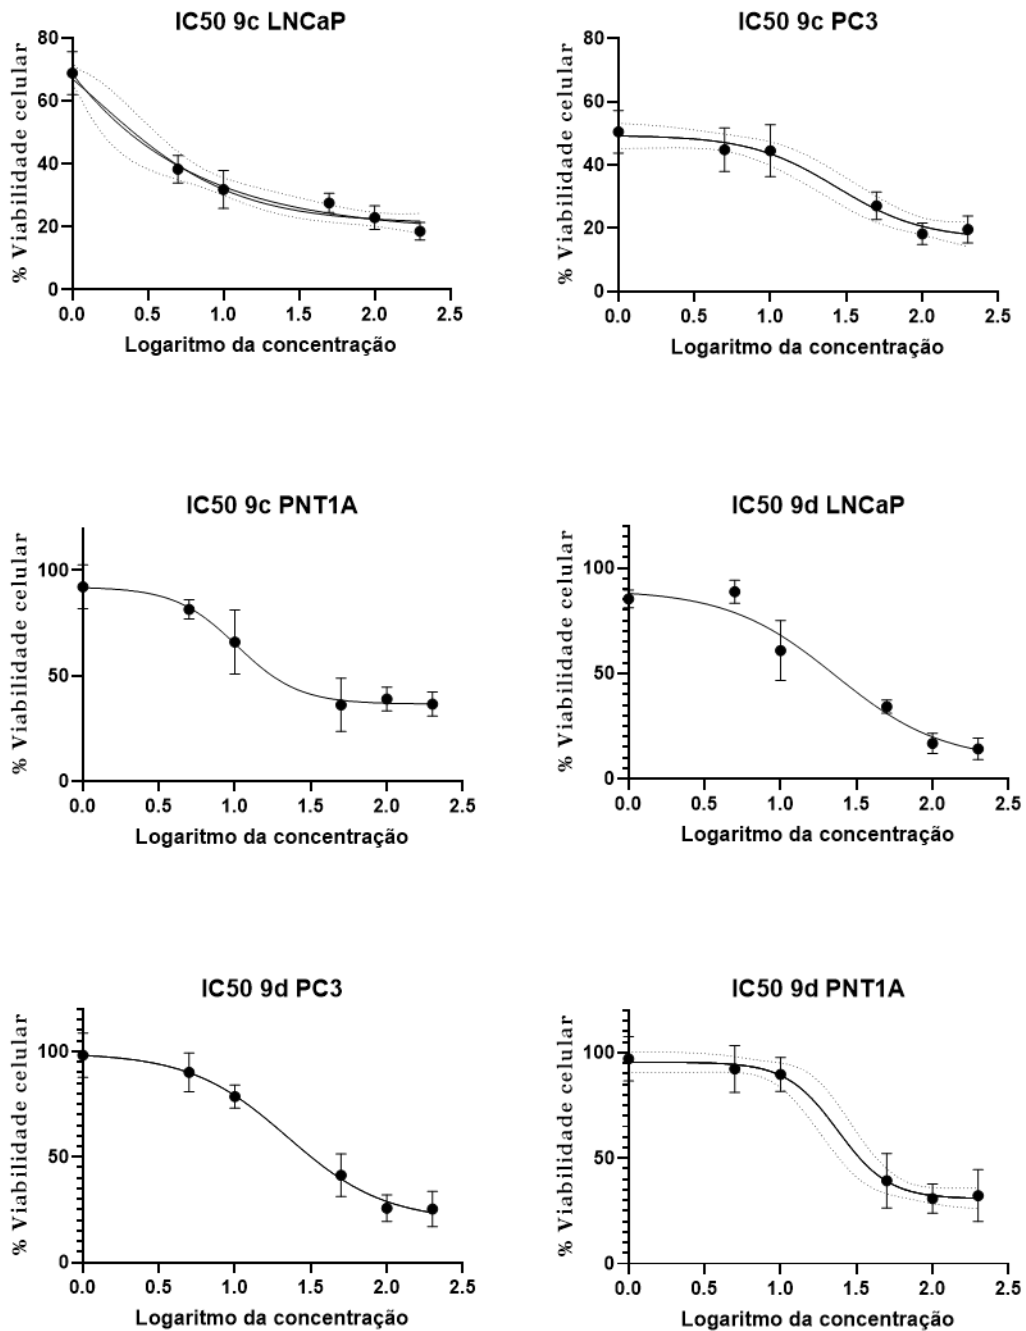 IC50 9c LNCaP
% Viabilidade celular
80
60
40
20
0
0.0 0.5 1.0 1.5 2.0 2.5
Logaritmo da concentração
IC50 9c PC3
% Viabilidade celular
80
60
40
20
0
0.0 0.5 1.0 1.5 2.0 2.5
Logaritmo da concentração
IC50 9c PNT1A
% Viabilidade celular
100
50
0
0.0 0.5 1.0 1.5 2.0 2.5
Logaritmo da concentração
IC50 9d LNCaP
% Viabilidade celular
100
50
0
0.0 0.5 1.0 1.5 2.0 2.5
Logaritmo da concentração
IC50 9d PC3
% Viabilidade celular
100
50
0
0.0 0.5 1.0 1.5 2.0 2.5
Logaritmo da concentração
IC50 9d PNT1A
% Viabilidade celular
100
50
0
0.0 0.5 1.0 1.5 2.0 2.5
Logaritmo da concentração